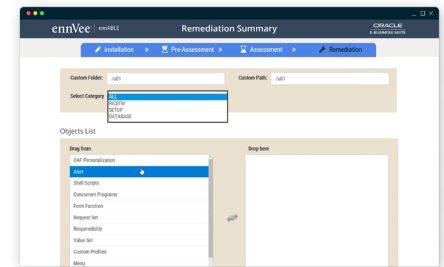 ennVee ennABLE
Remediation Summary
ORACLE
E-BUSINESS SUITE
Installation » Pre-Assessment » Assessment » Remediation
Custom Folder: /u01 Custom Path: /u01
Select Category ALL
RICEFW
SETUP
DATABASE
Objects List
Drag from Drop here
OAF Personalization
Alert
Shell Scripts
Concurrent Programs
Form Function
Request Set
Responsibility
Value Set
Custom Profiles
Menu